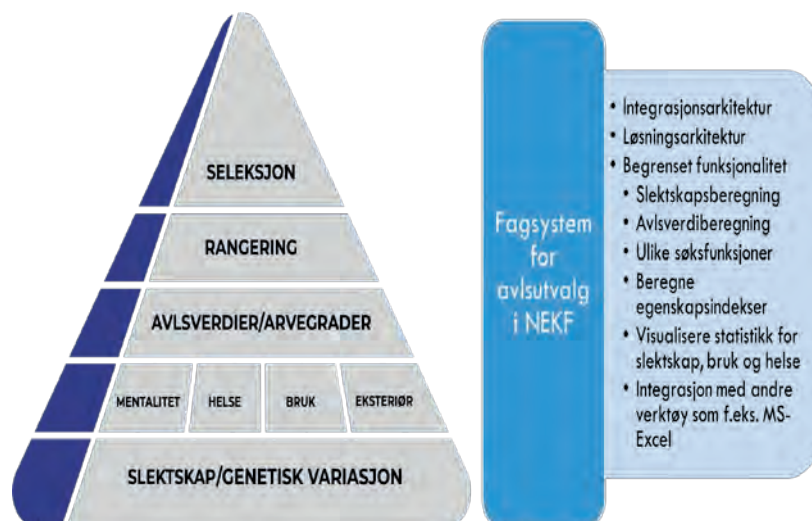 SELEKSJON
RANGERING
AVLSVERDIER/ARVEGRADER
MENTALITET HELSE BRUK EKSTERIØR
SLEKTSKAP/GENETISK VARIASJON
Fagsystem
for
avlsutvalg
i NEKF
• Integrasjonsarkitektur
• Løsningsarkitektur
• Begrenset funksjonalitet
• Slektskapsberegning
• Avlsverdiberegning
• Ulike søksfunksjoner
• Beregne
egenskapsindekser
• Visualisere statistikk for
slektskap, bruk og helse
• Integrasjon med andre
verktøy som f.eks. MS-
Excel